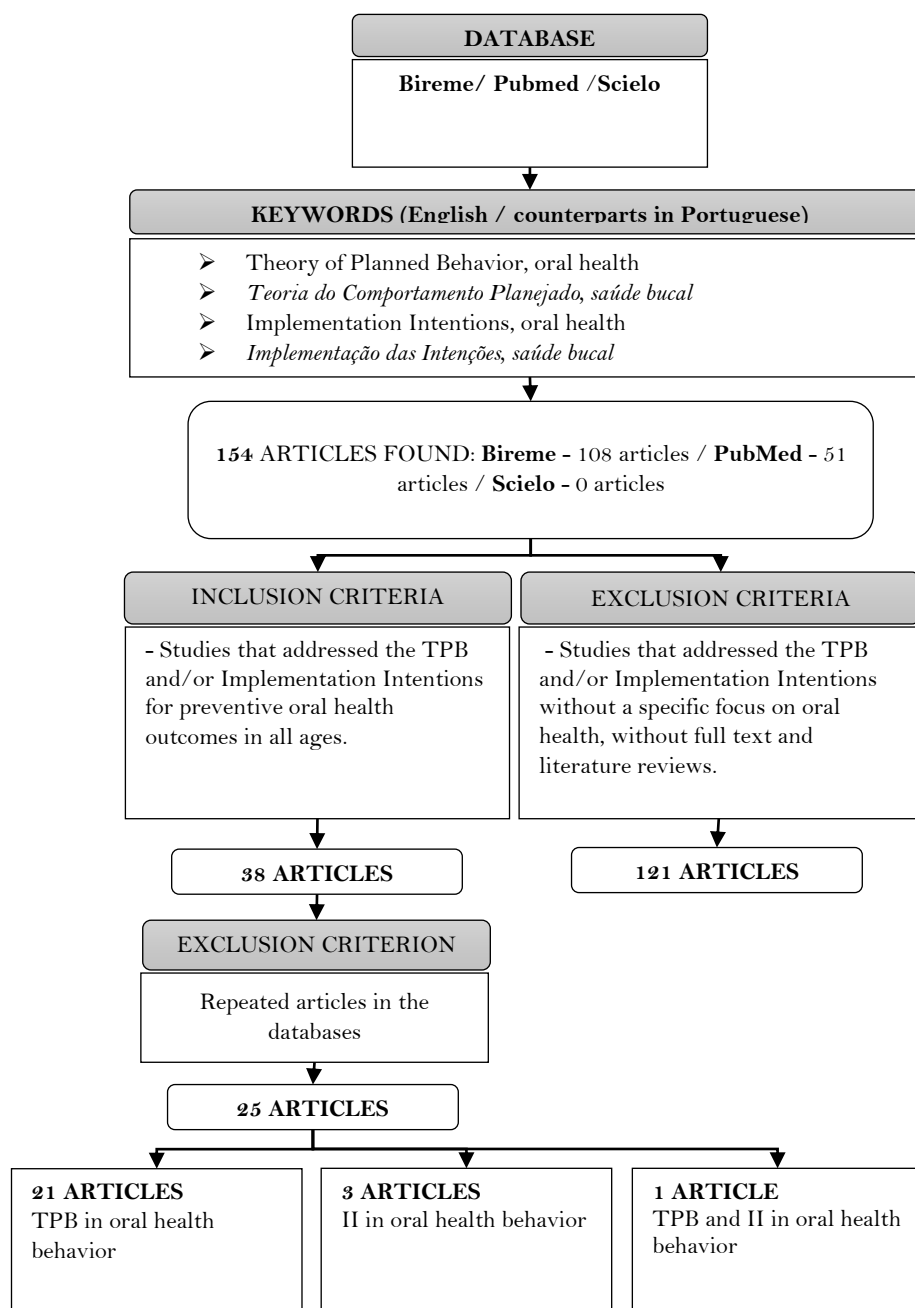 DATABASE
Bireme/ Pubmed /Scielo
KEYWORDS (English / counterparts in Portuguese)
➢ Theory of Planned Behavior, oral health
➢ Teoria do Comportamento Planejado, saúde bucal
➢ Implementation Intentions, oral health
➢ Implementação das Intenções, saúde bucal
154 ARTICLES FOUND: Bireme - 108 articles / PubMed - 51
articles / Scielo - 0 articles
INCLUSION CRITERIA
- Studies that addressed the TPB
and/or Implementation Intentions
for preventive oral health
outcomes in all ages.
EXCLUSION CRITERIA
- Studies that addressed the TPB
and/or Implementation Intentions
without a specific focus on oral
health, without full text and
literature reviews.
38 ARTICLES
121 ARTICLES
EXCLUSION CRITERION
Repeated articles in the
databases
25 ARTICLES
21 ARTICLES
TPB in oral health
behavior
3 ARTICLES
II in oral health behavior
1 ARTICLE
TPB and II in oral health
behavior